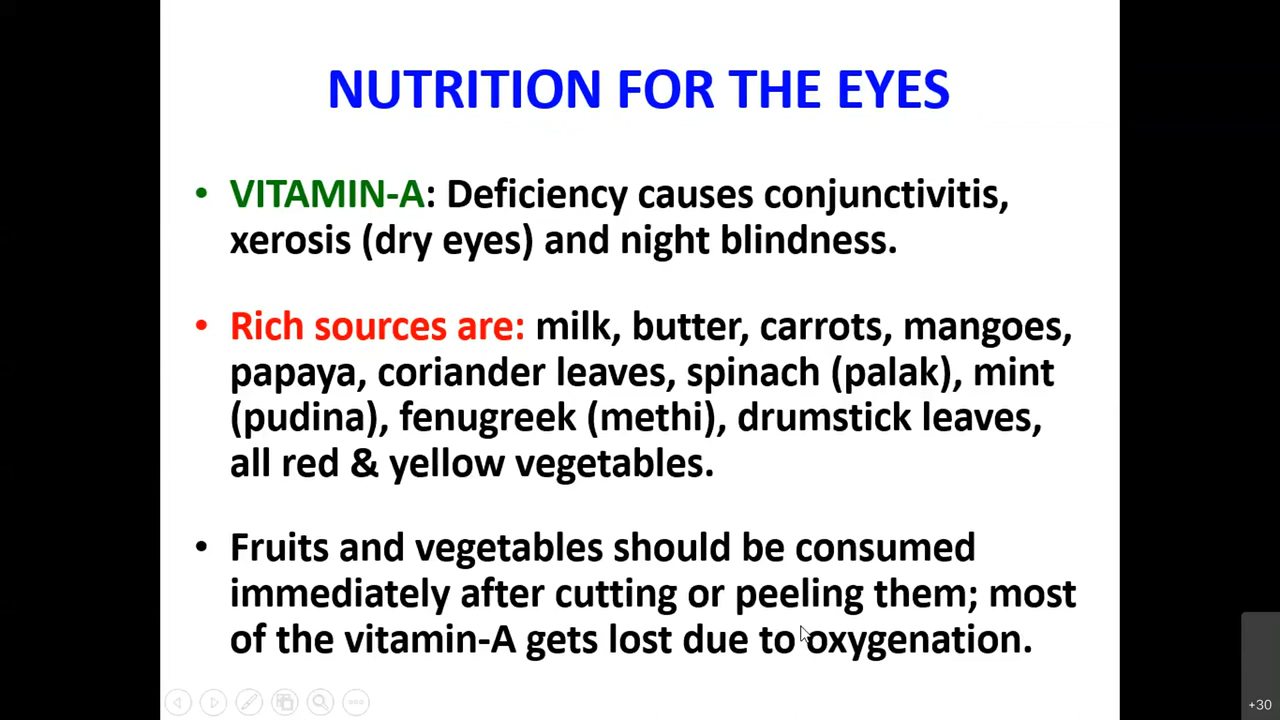 NUTRITION FOR THE EYES
• VITAMIN-A: Deficiency causes conjunctivitis,
xerosis (dry eyes) and night blindness.
• Rich sources are: milk, butter, carrots, mangoes,
papaya, coriander leaves, spinach (palak), mint
(pudina), fenugreek (methi), drumstick leaves,
all red & yellow vegetables.
• Fruits and vegetables should be consumed
immediately after cutting or peeling them; most
of the vitamin-A gets lost due to oxygenation.
+30